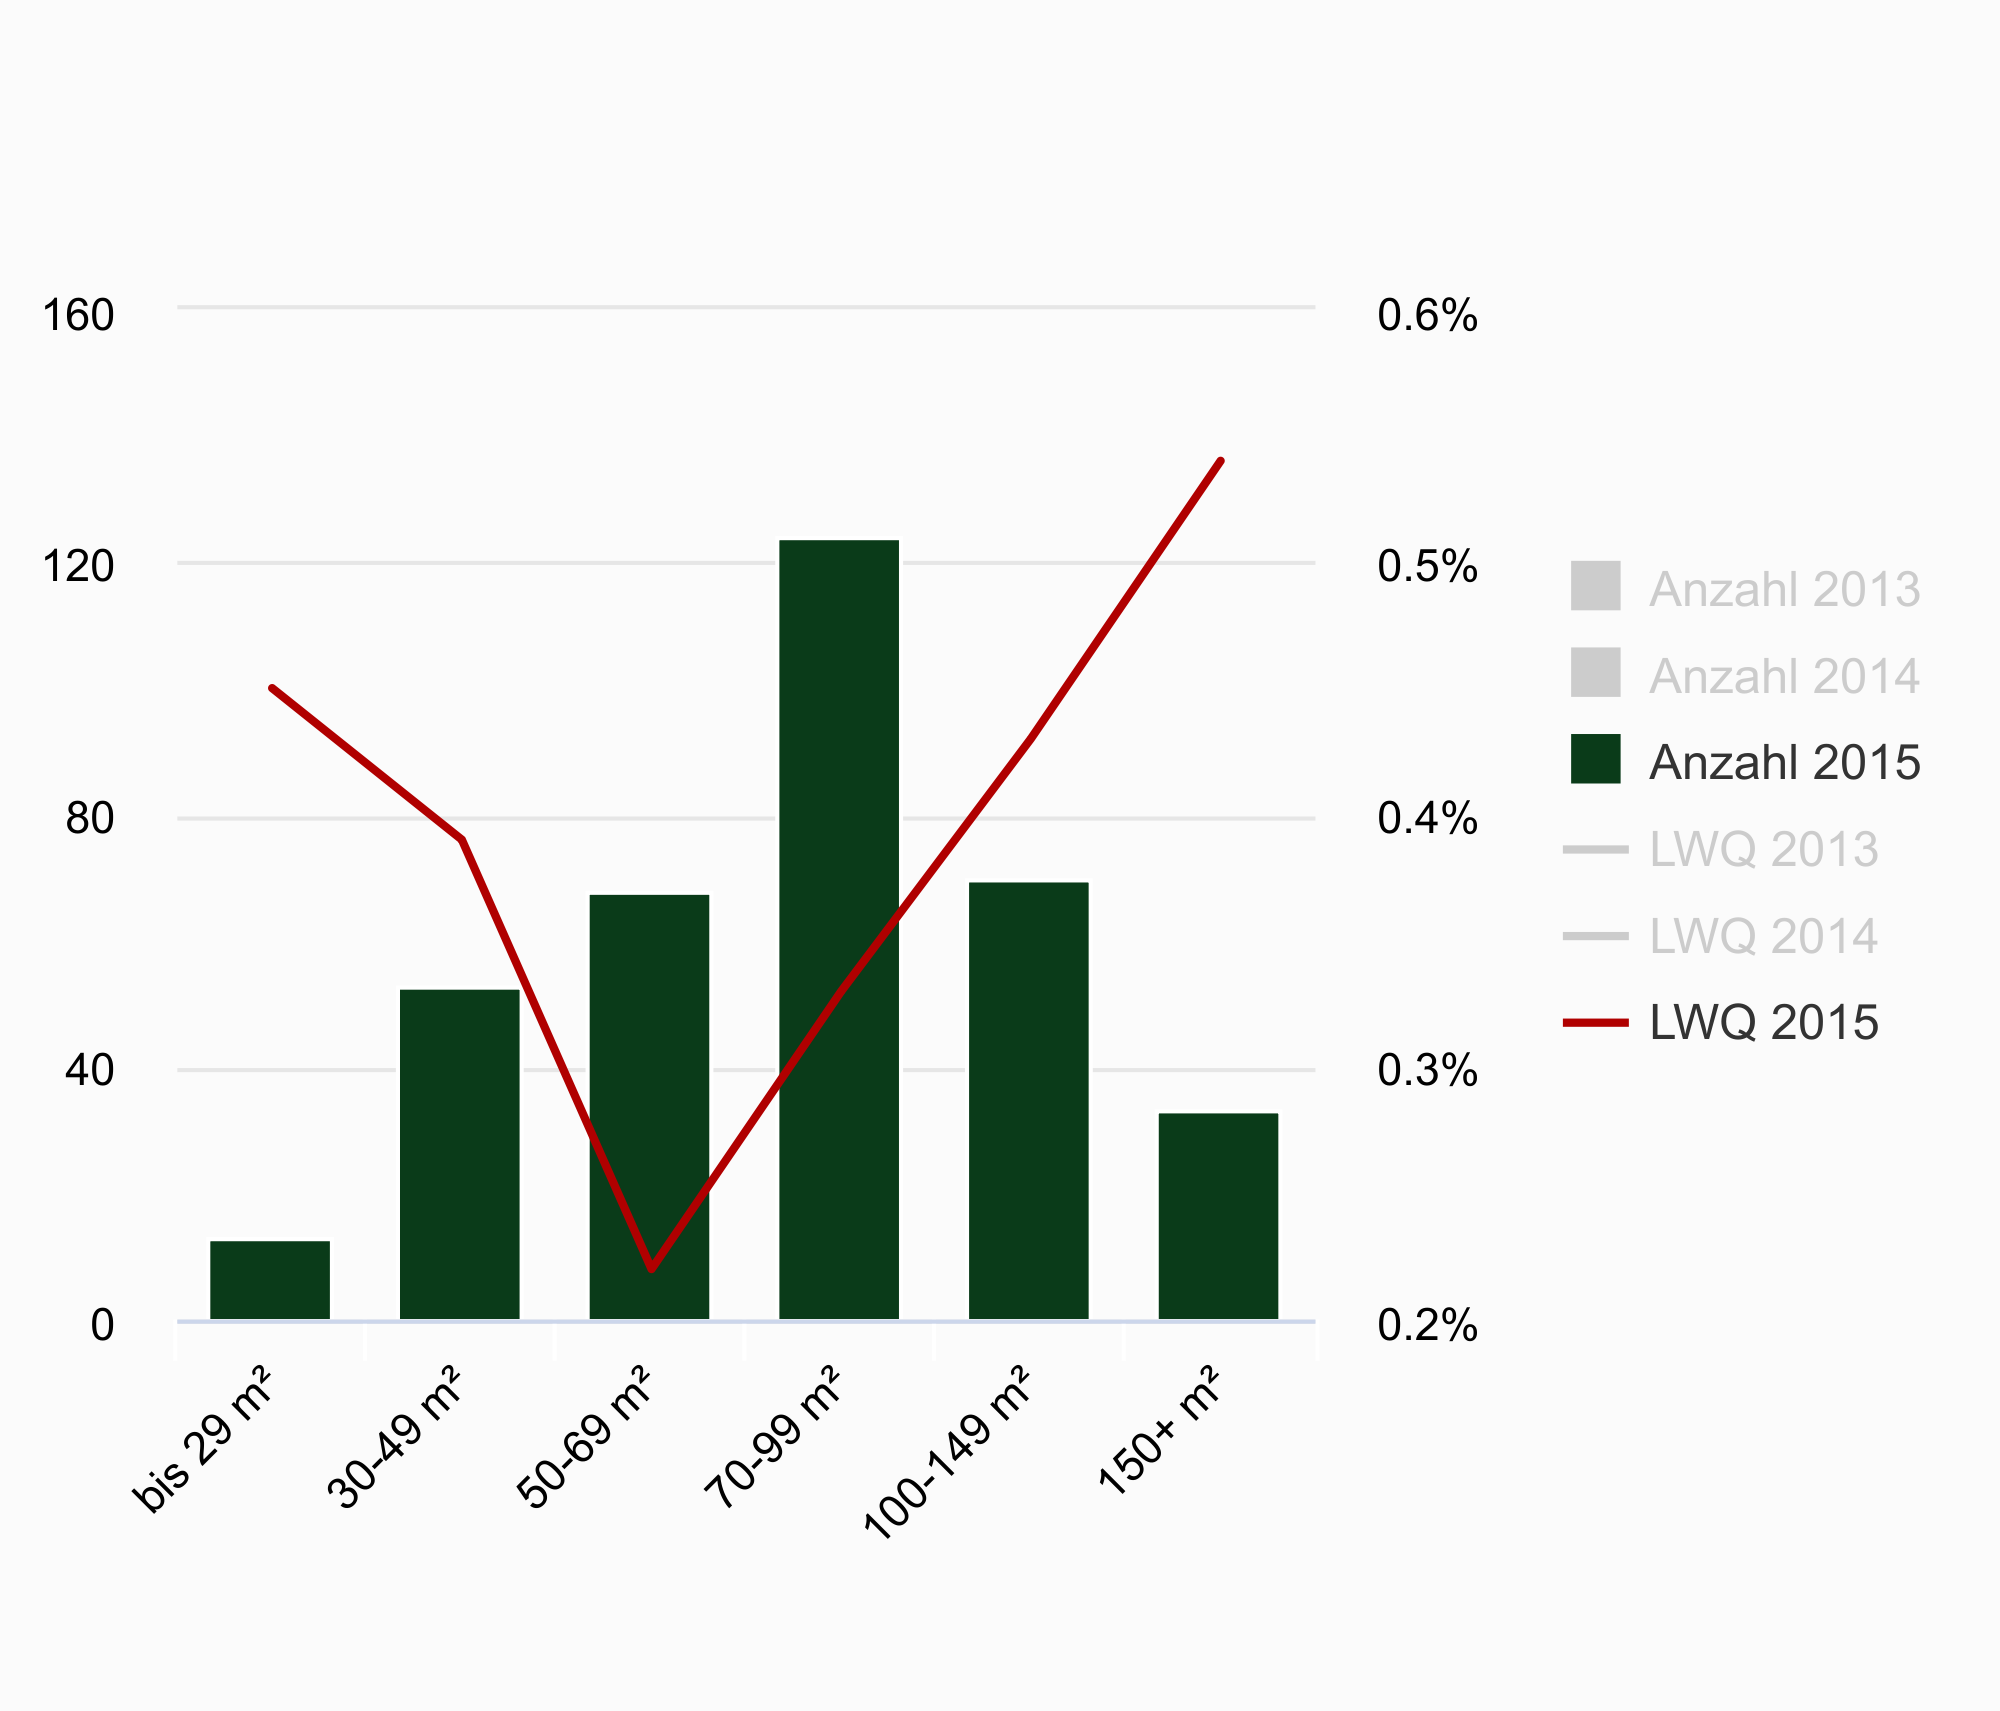 160
120
80
40
0
0.6%
0.5%
0.4%
0.3%
0.2%
bis 29 m²
30-49 m²
50-69 m²
70-99 m²
100-149 m²
150+ m²
Anzahl 2013
Anzahl 2014
Anzahl 2015
LWQ 2013
LWQ 2014
LWQ 2015